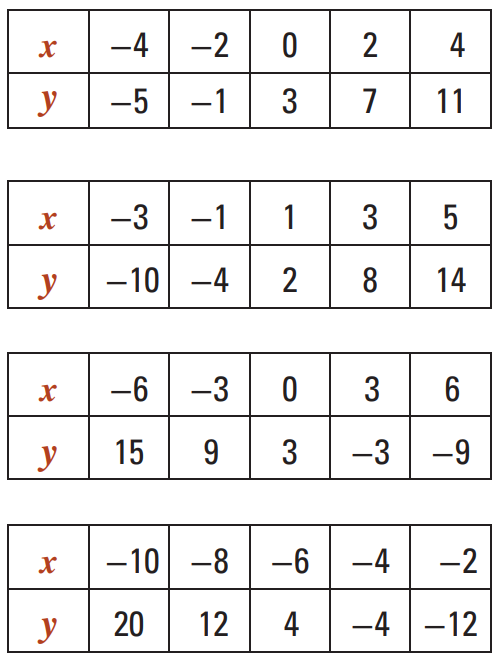 x −4 −2 0 2 4
y −5 −1 3 7 11
x −3 −1 1 3 5
y −10 −4 2 8 14
x −6 −3 0 3 6
y 15 9 3 −3 −9
x −10 −8 −6 −4 −2
y 20 12 4 −4 −12